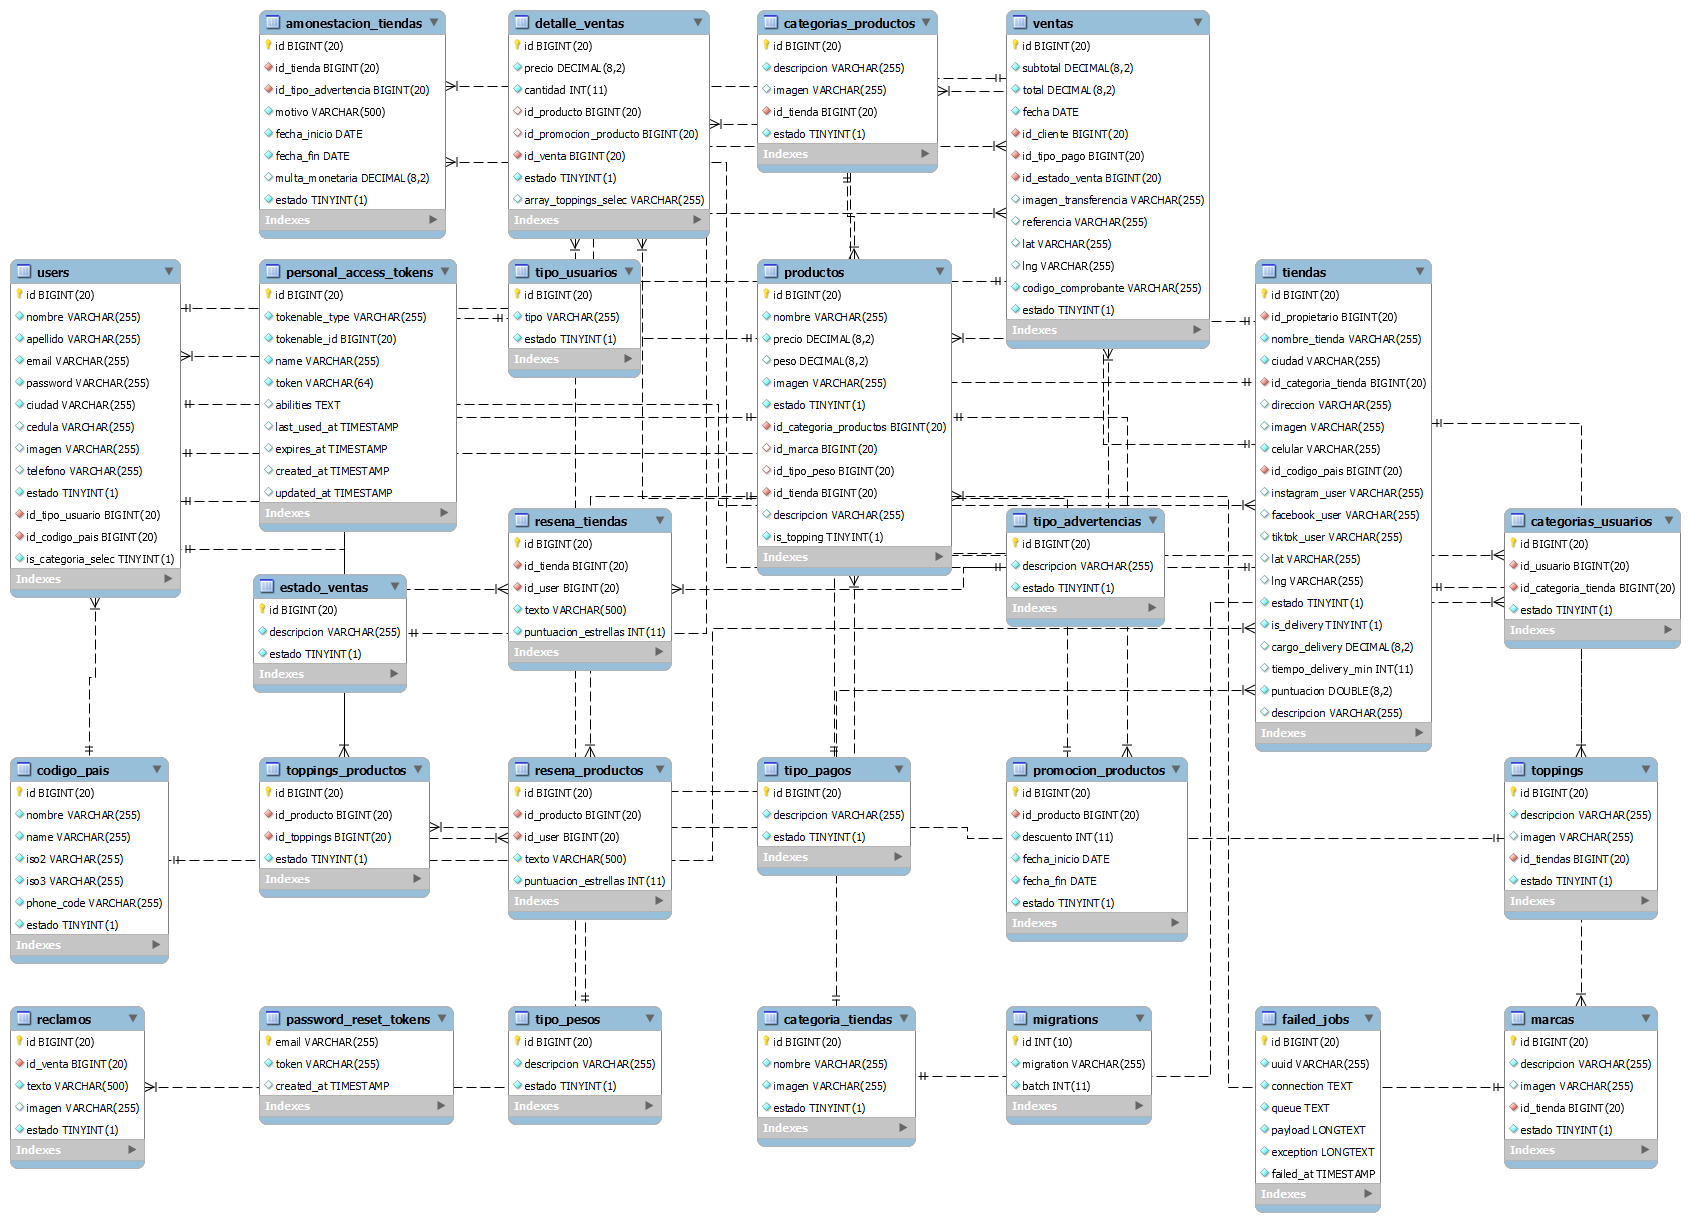 amonestacion_tiendas
id BIGINT(20)
id_tienda BIGINT(20)
id_tipo_advertencia BIGINT(20)
motivo VARCHAR(500)
fecha_inicio DATE
fecha_fin DATE
multa_monetaria DECIMAL(8,2)
estado TINYINT(1)
Indexes
detalle_ventas
id BIGINT(20)
precio DECIMAL(8,2)
cantidad INT(11)
id_producto BIGINT(20)
id_promocion_producto BIGINT(20)
id_venta BIGINT(20)
estado TINYINT(1)
array_toppings_selec VARCHAR(255)
Indexes
categorias_productos
id BIGINT(20)
descripcion VARCHAR(255)
imagen VARCHAR(255)
id_tienda BIGINT(20)
estado TINYINT(1)
Indexes
ventas
id BIGINT(20)
subtotal DECIMAL(8,2)
total DECIMAL(8,2)
fecha DATE
id_cliente BIGINT(20)
id_tipo_pago BIGINT(20)
id_estado_venta BIGINT(20)
imagen_transferencia VARCHAR(255)
referencia VARCHAR(255)
lat VARCHAR(255)
lng VARCHAR(255)
codigo_comprobante VARCHAR(255)
estado TINYINT(1)
Indexes
users
id BIGINT(20)
nombre VARCHAR(255)
apellido VARCHAR(255)
email VARCHAR(255)
password VARCHAR(255)
ciudad VARCHAR(255)
cedula VARCHAR(255)
imagen VARCHAR(255)
telefono VARCHAR(255)
estado TINYINT(1)
id_tipo_usuario BIGINT(20)
id_codigo_pais BIGINT(20)
is_categoria_selec TINYINT(1)
Indexes
personal_access_tokens
id BIGINT(20)
tokenable_type VARCHAR(255)
tokenable_id BIGINT(20)
name VARCHAR(255)
token VARCHAR(64)
abilities TEXT
last_used_at TIMESTAMP
expires_at TIMESTAMP
created_at TIMESTAMP
updated_at TIMESTAMP
Indexes
tipo_usuarios
id BIGINT(20)
tipo VARCHAR(255)
estado TINYINT(1)
Indexes
productos
id BIGINT(20)
nombre VARCHAR(255)
precio DECIMAL(8,2)
peso DECIMAL(8,2)
imagen VARCHAR(255)
estado TINYINT(1)
id_categoria_productos BIGINT(20)
id_marca BIGINT(20)
id_tipo_peso BIGINT(20)
id_tienda BIGINT(20)
descripcion VARCHAR(255)
is_topping TINYINT(1)
Indexes
tiendas
id BIGINT(20)
id_propietario BIGINT(20)
nombre_tienda VARCHAR(255)
ciudad VARCHAR(255)
id_categoria_tienda BIGINT(20)
direccion VARCHAR(255)
imagen VARCHAR(255)
celular VARCHAR(255)
id_codigo_pais BIGINT(20)
instagram_user VARCHAR(255)
facebook_user VARCHAR(255)
tiktok_user VARCHAR(255)
lat VARCHAR(255)
lng VARCHAR(255)
estado TINYINT(1)
is_delivery TINYINT(1)
cargo_delivery DECIMAL(8,2)
tiempo_delivery_min INT(11)
puntuacion DOUBLE(8,2)
descripcion VARCHAR(255)
Indexes
estado_ventas
id BIGINT(20)
descripcion VARCHAR(255)
estado TINYINT(1)
Indexes
resena_tiendas
id BIGINT(20)
id_tienda BIGINT(20)
id_user BIGINT(20)
texto VARCHAR(500)
puntuacion_estrellas INT(11)
Indexes
tipo_advertencias
id BIGINT(20)
descripcion VARCHAR(255)
estado TINYINT(1)
Indexes
categorias_usuarios
id BIGINT(20)
id_usuario BIGINT(20)
id_categoria_tienda BIGINT(20)
estado TINYINT(1)
Indexes
codigo_pais
id BIGINT(20)
nombre VARCHAR(255)
name VARCHAR(255)
iso2 VARCHAR(255)
iso3 VARCHAR(255)
phone_code VARCHAR(255)
estado TINYINT(1)
Indexes
toppings_productos
id BIGINT(20)
id_producto BIGINT(20)
id_toppings BIGINT(20)
estado TINYINT(1)
Indexes
resena_productos
id BIGINT(20)
id_producto BIGINT(20)
id_user BIGINT(20)
texto VARCHAR(500)
puntuacion_estrellas INT(11)
Indexes
tipo_pagos
id BIGINT(20)
descripcion VARCHAR(255)
estado TINYINT(1)
Indexes
promocion_productos
id BIGINT(20)
id_producto BIGINT(20)
descuento INT(11)
fecha_inicio DATE
fecha_fin DATE
estado TINYINT(1)
Indexes
toppings
id BIGINT(20)
descripcion VARCHAR(255)
imagen VARCHAR(255)
id_tiendas BIGINT(20)
estado TINYINT(1)
Indexes
reclamos
id BIGINT(20)
id_venta BIGINT(20)
texto VARCHAR(500)
imagen VARCHAR(255)
estado TINYINT(1)
Indexes
password_reset_tokens
email VARCHAR(255)
token VARCHAR(255)
created_at TIMESTAMP
Indexes
tipo_pesos
id BIGINT(20)
descripcion VARCHAR(255)
estado TINYINT(1)
Indexes
categoria_tiendas
id BIGINT(20)
nombre VARCHAR(255)
imagen VARCHAR(255)
estado TINYINT(1)
Indexes
migrations
id INT(10)
migration VARCHAR(255)
batch INT(11)
Indexes
failed_jobs
id BIGINT(20)
uuid VARCHAR(255)
connection TEXT
queue TEXT
payload LONGTEXT
exception LONGTEXT
failed_at TIMESTAMP
Indexes
marcas
id BIGINT(20)
descripcion VARCHAR(255)
imagen VARCHAR(255)
id_tienda BIGINT(20)
estado TINYINT(1)
Indexes